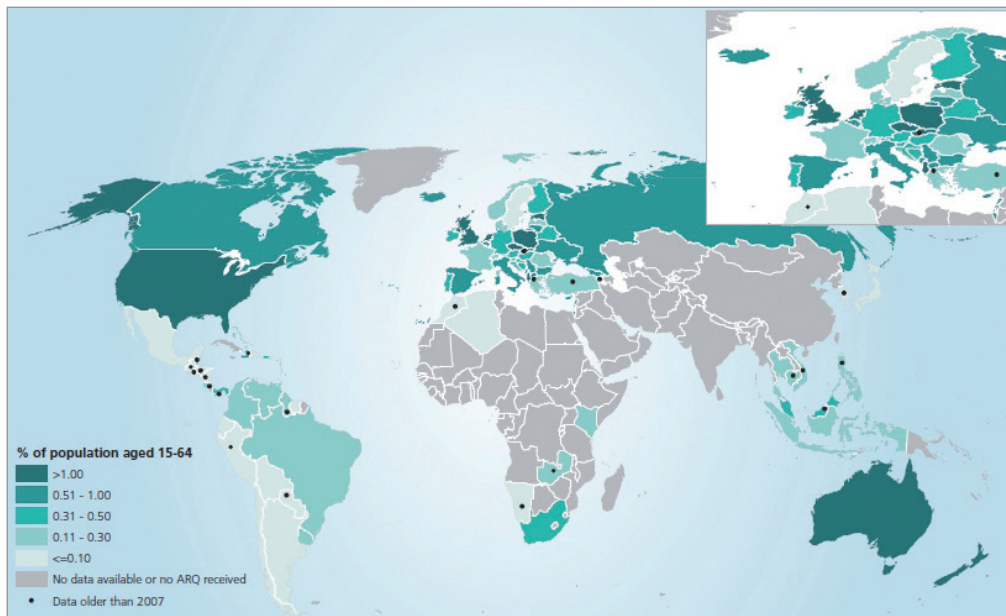 % of population aged 15-64
>1.00
0.51 - 1.00
0.31 - 0.50
0.11 - 0.30
<=0.10
No data available or no ARQ received
Data older than 2007